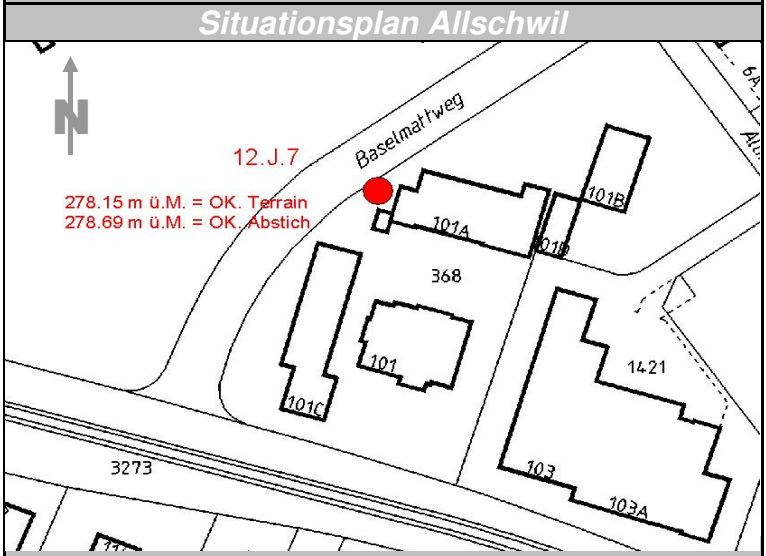 Situationsplan Allschwil
N
6A
Baselmattweg
12.J.7
278.15 m ü.M. = OK. Terrain
278.69 m ü.M. = OK. Abstich
101B
101A
101D
368
101
1421
101C
3273
103
103A